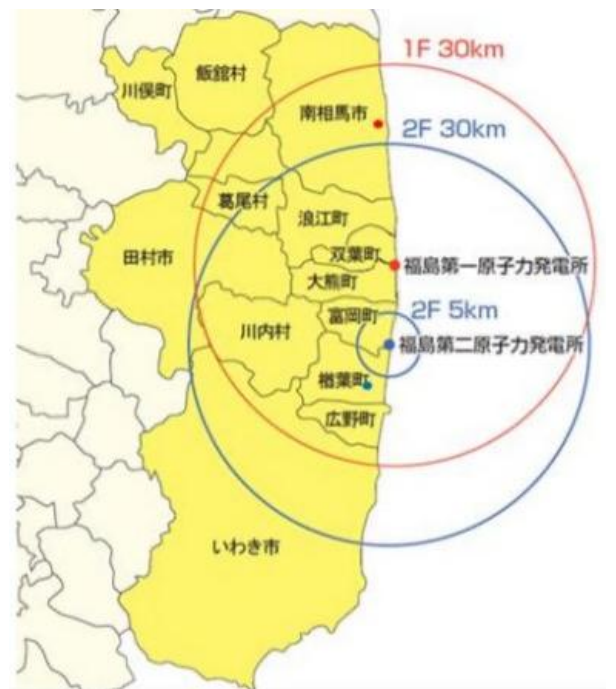 1F 30km
飯舘村
川俣町
南相馬市
2F 30km
葛尾村
浪江町
田村市
双葉町
福島第一原子力発電所
大熊町
富岡町
2F 5km
川内村
福島第二原子力発電所
楢葉町
広野町
いわき市